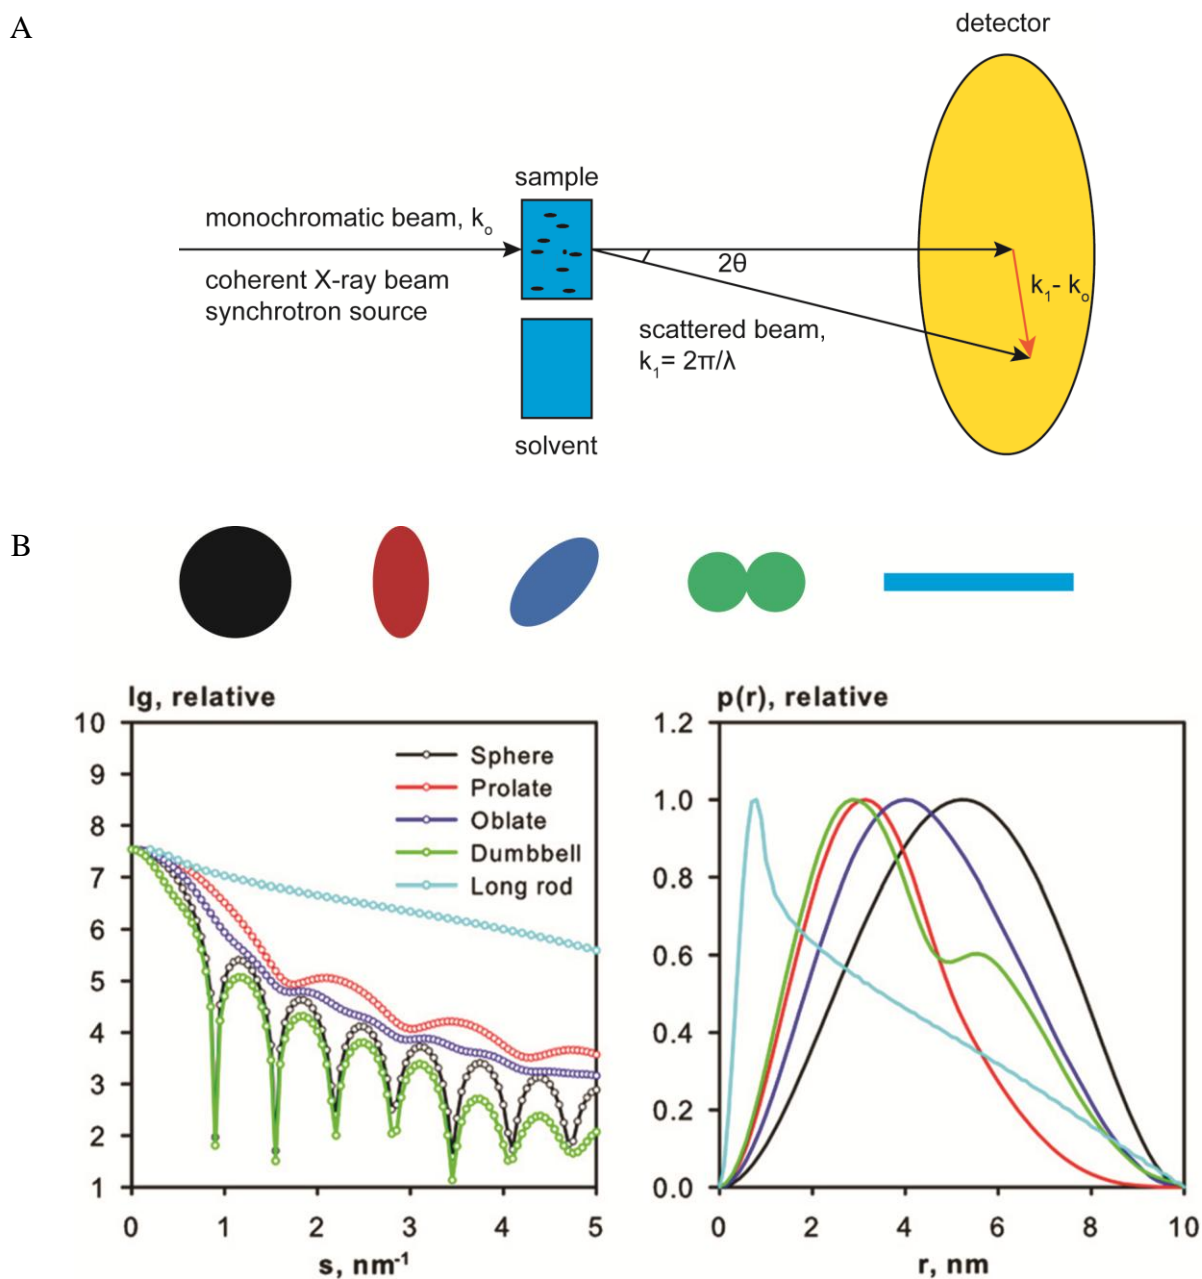 A
detector
sample
monochromatic beam, kₒ
coherent X-ray beam
synchrotron source
2θ
k₁- kₒ
scattered beam,
k₁= 2π/λ
solvent
B
lg, relative
10
9
8
7
6
5
4
3
2
1
0 1 2 3 4 5
s, nm⁻¹
Sphere
Prolate
Oblate
Dumbbell
Long rod
p(r), relative
1.2
1.0
0.8
0.6
0.4
0.2
0.0
0 2 4 6 8 10
r, nm